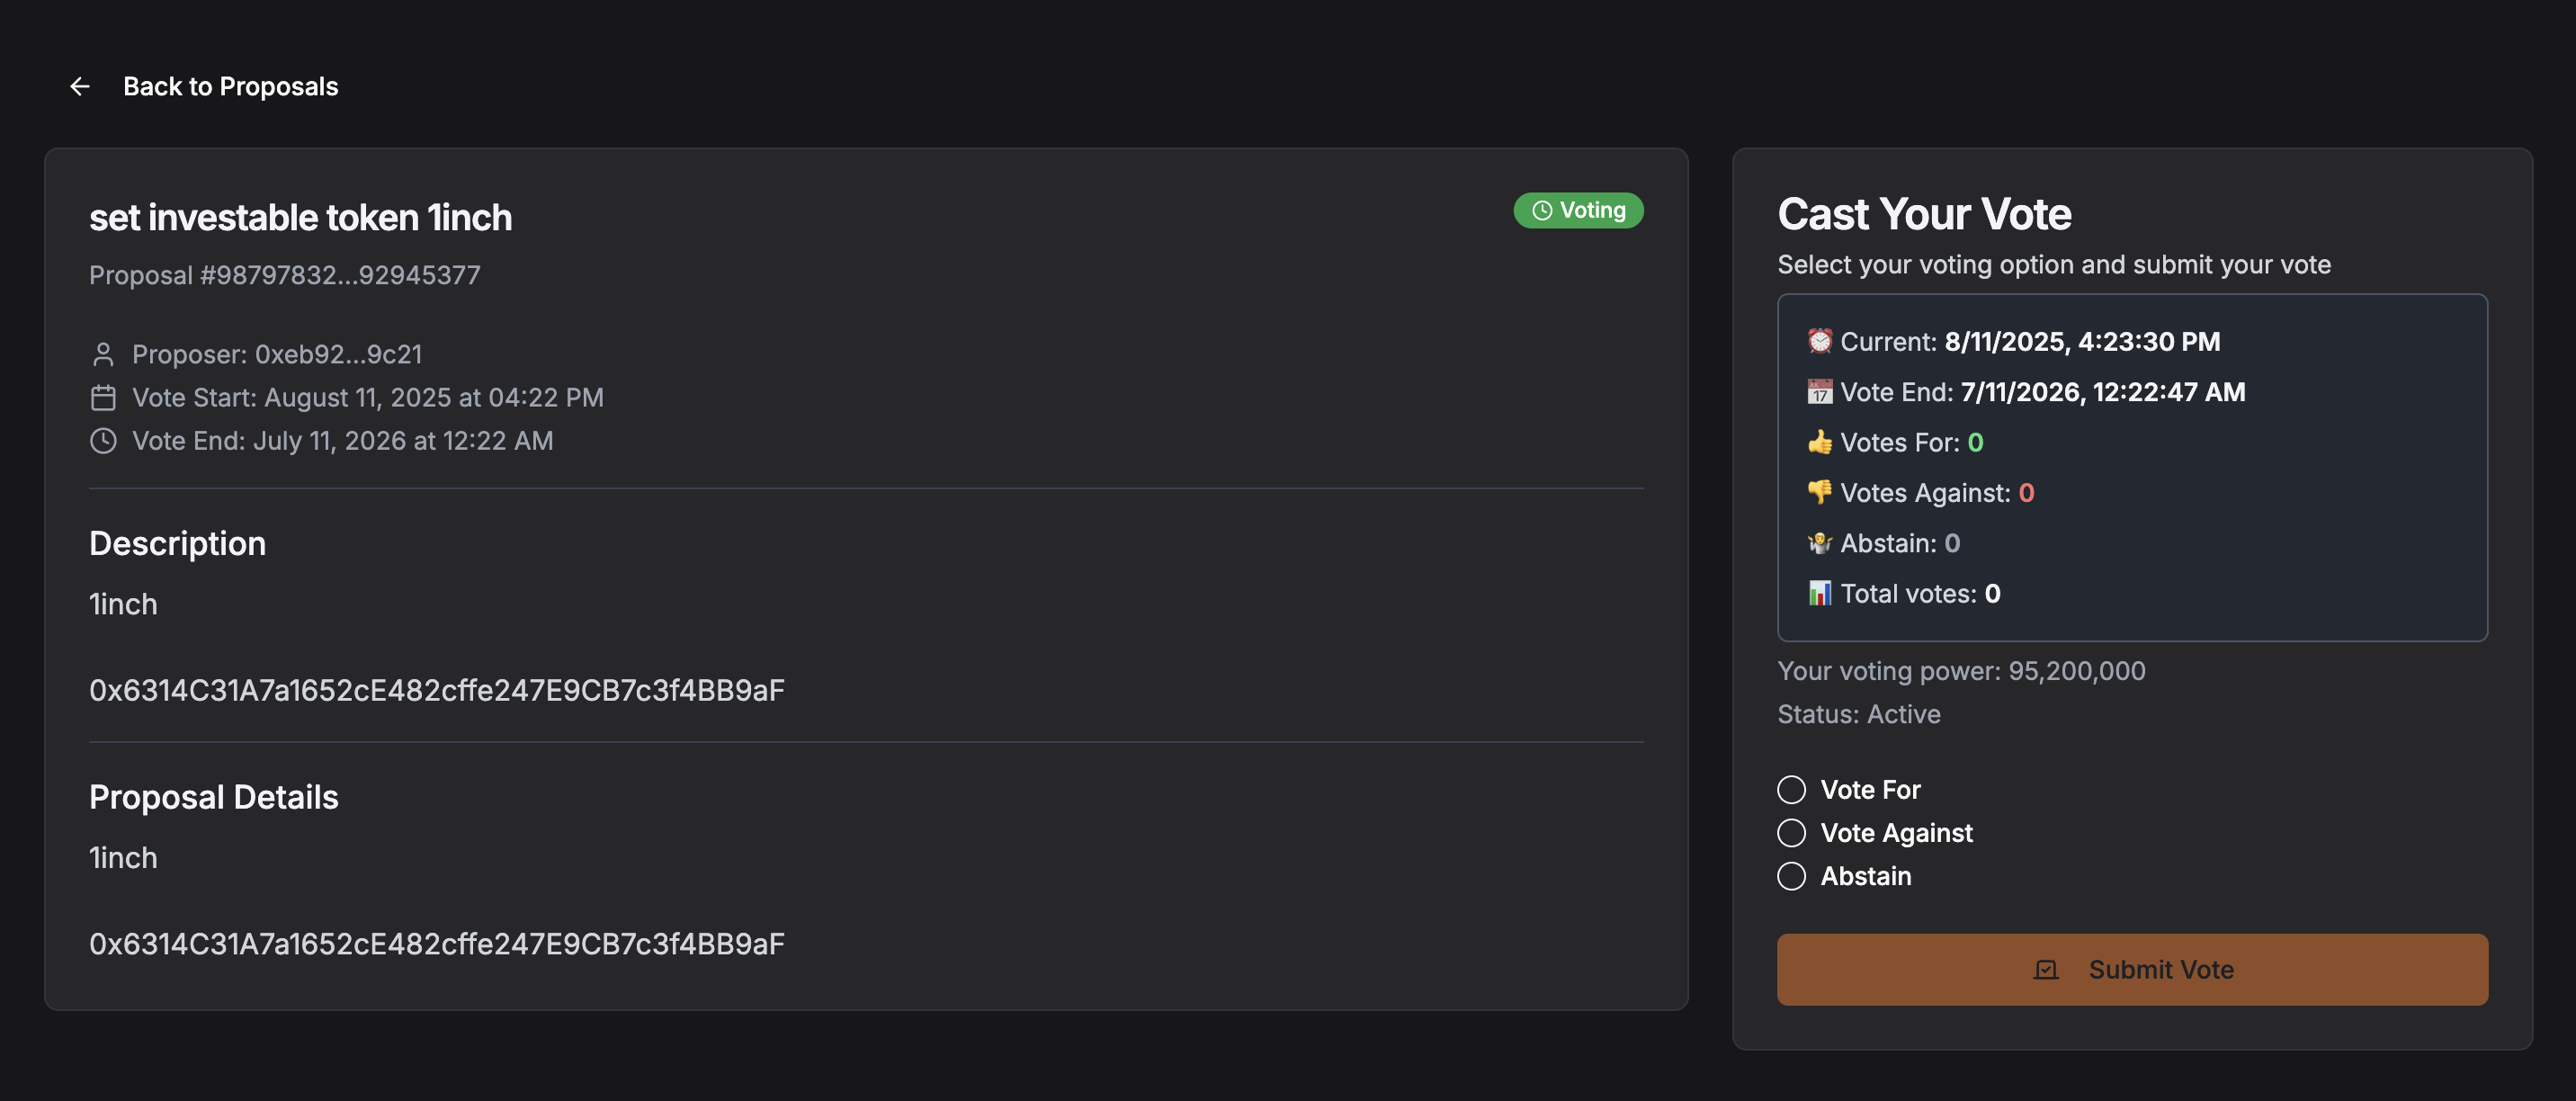 Back to Proposals
set investable token 1inch
Voting
Proposal #98797832...92945377
Proposer: 0xeb92...9c21
Vote Start: August 11, 2025 at 04:22 PM
Vote End: July 11, 2026 at 12:22 AM
Description
1inch
0x6314C31A7a1652cE482cffe247E9CB7c3f4BB9aF
Proposal Details
1inch
0x6314C31A7a1652cE482cffe247E9CB7c3f4BB9aF
Cast Your Vote
Select your voting option and submit your vote
⏰ Current: 8/11/2025, 4:23:30 PM
📅 Vote End: 7/11/2026, 12:22:47 AM
👍 Votes For: 0
👎 Votes Against: 0
🤷 Abstain: 0
📊 Total votes: 0
Your voting power: 95,200,000
Status: Active
Vote For
Vote Against
Abstain
Submit Vote